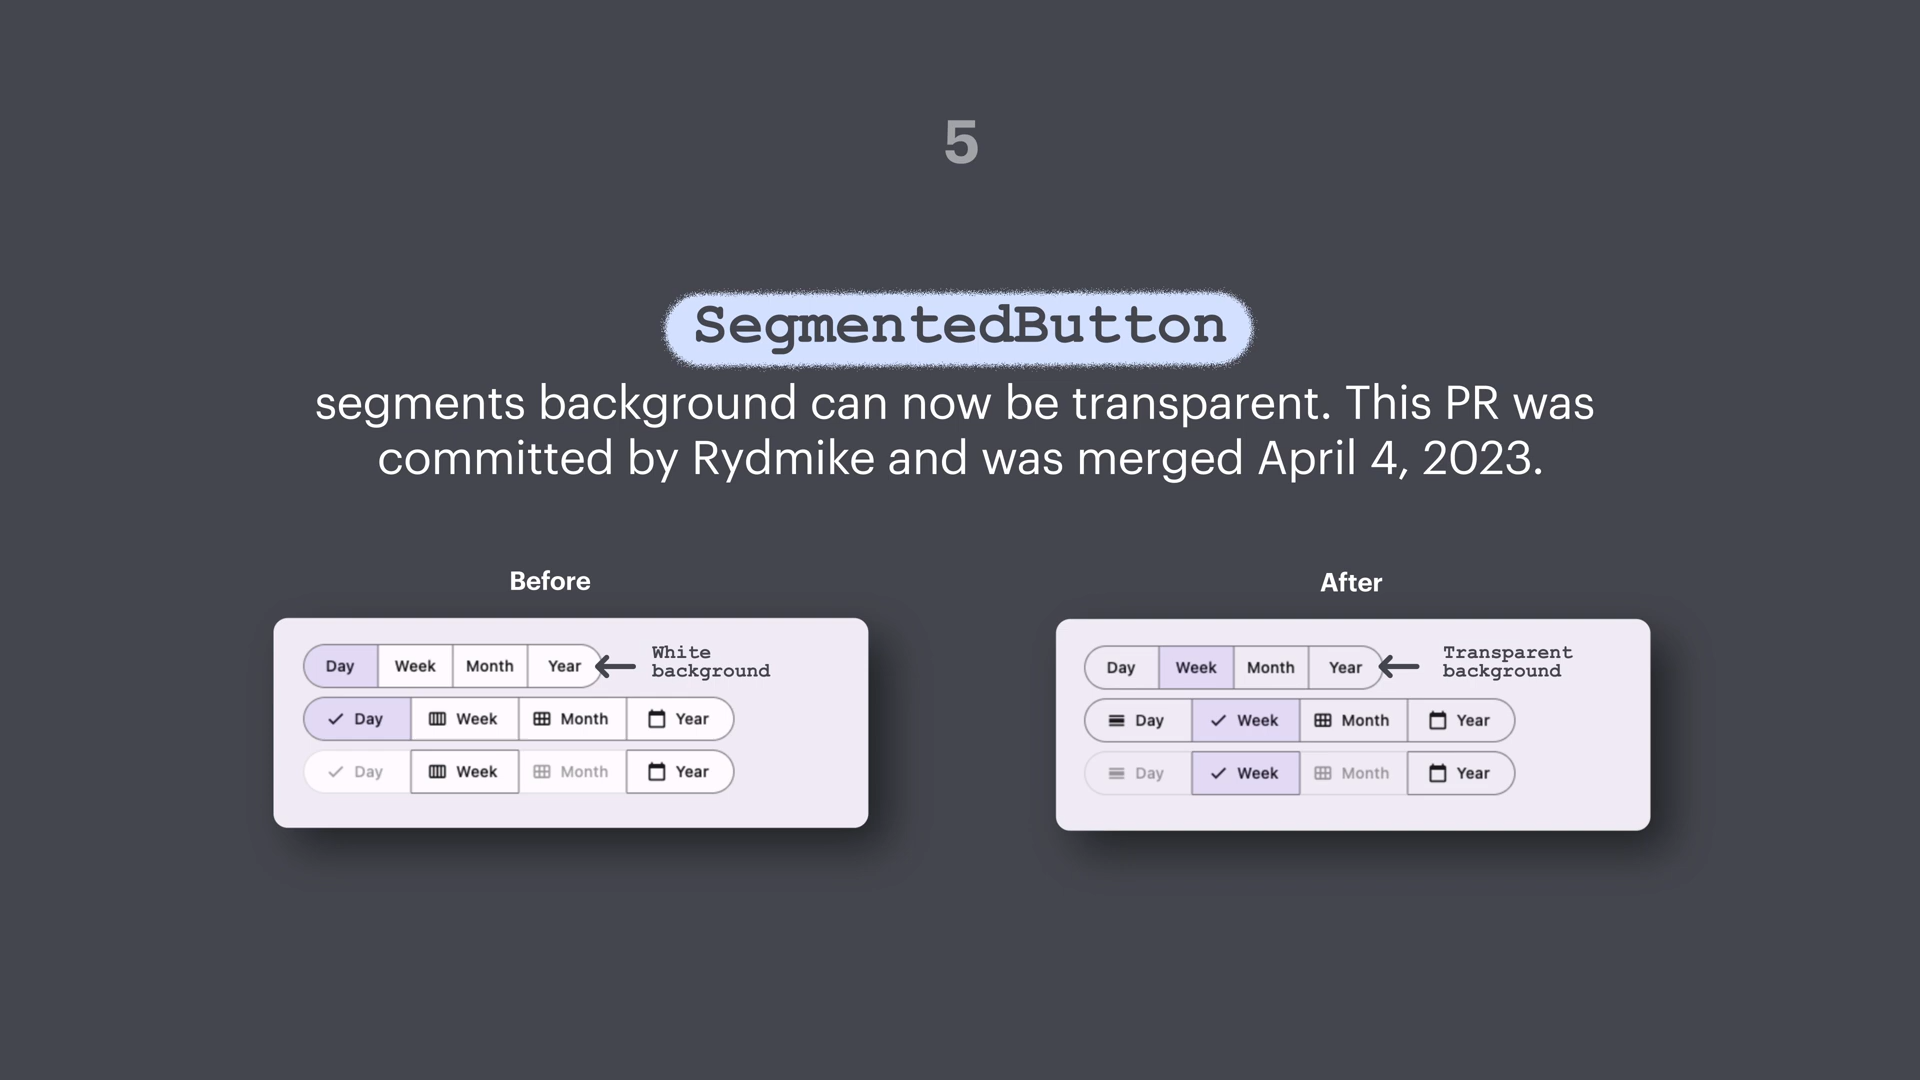 5
SegmentedButton
segments background can now be transparent. This PR was
committed by Rydmike and was merged April 4, 2023.
Before
Day Week Month Year
White
background
Day Week Month Year
Day Week Month Year
After
Day Week Month Year
Transparent
background
Day Week Month Year
Day Week Month Year